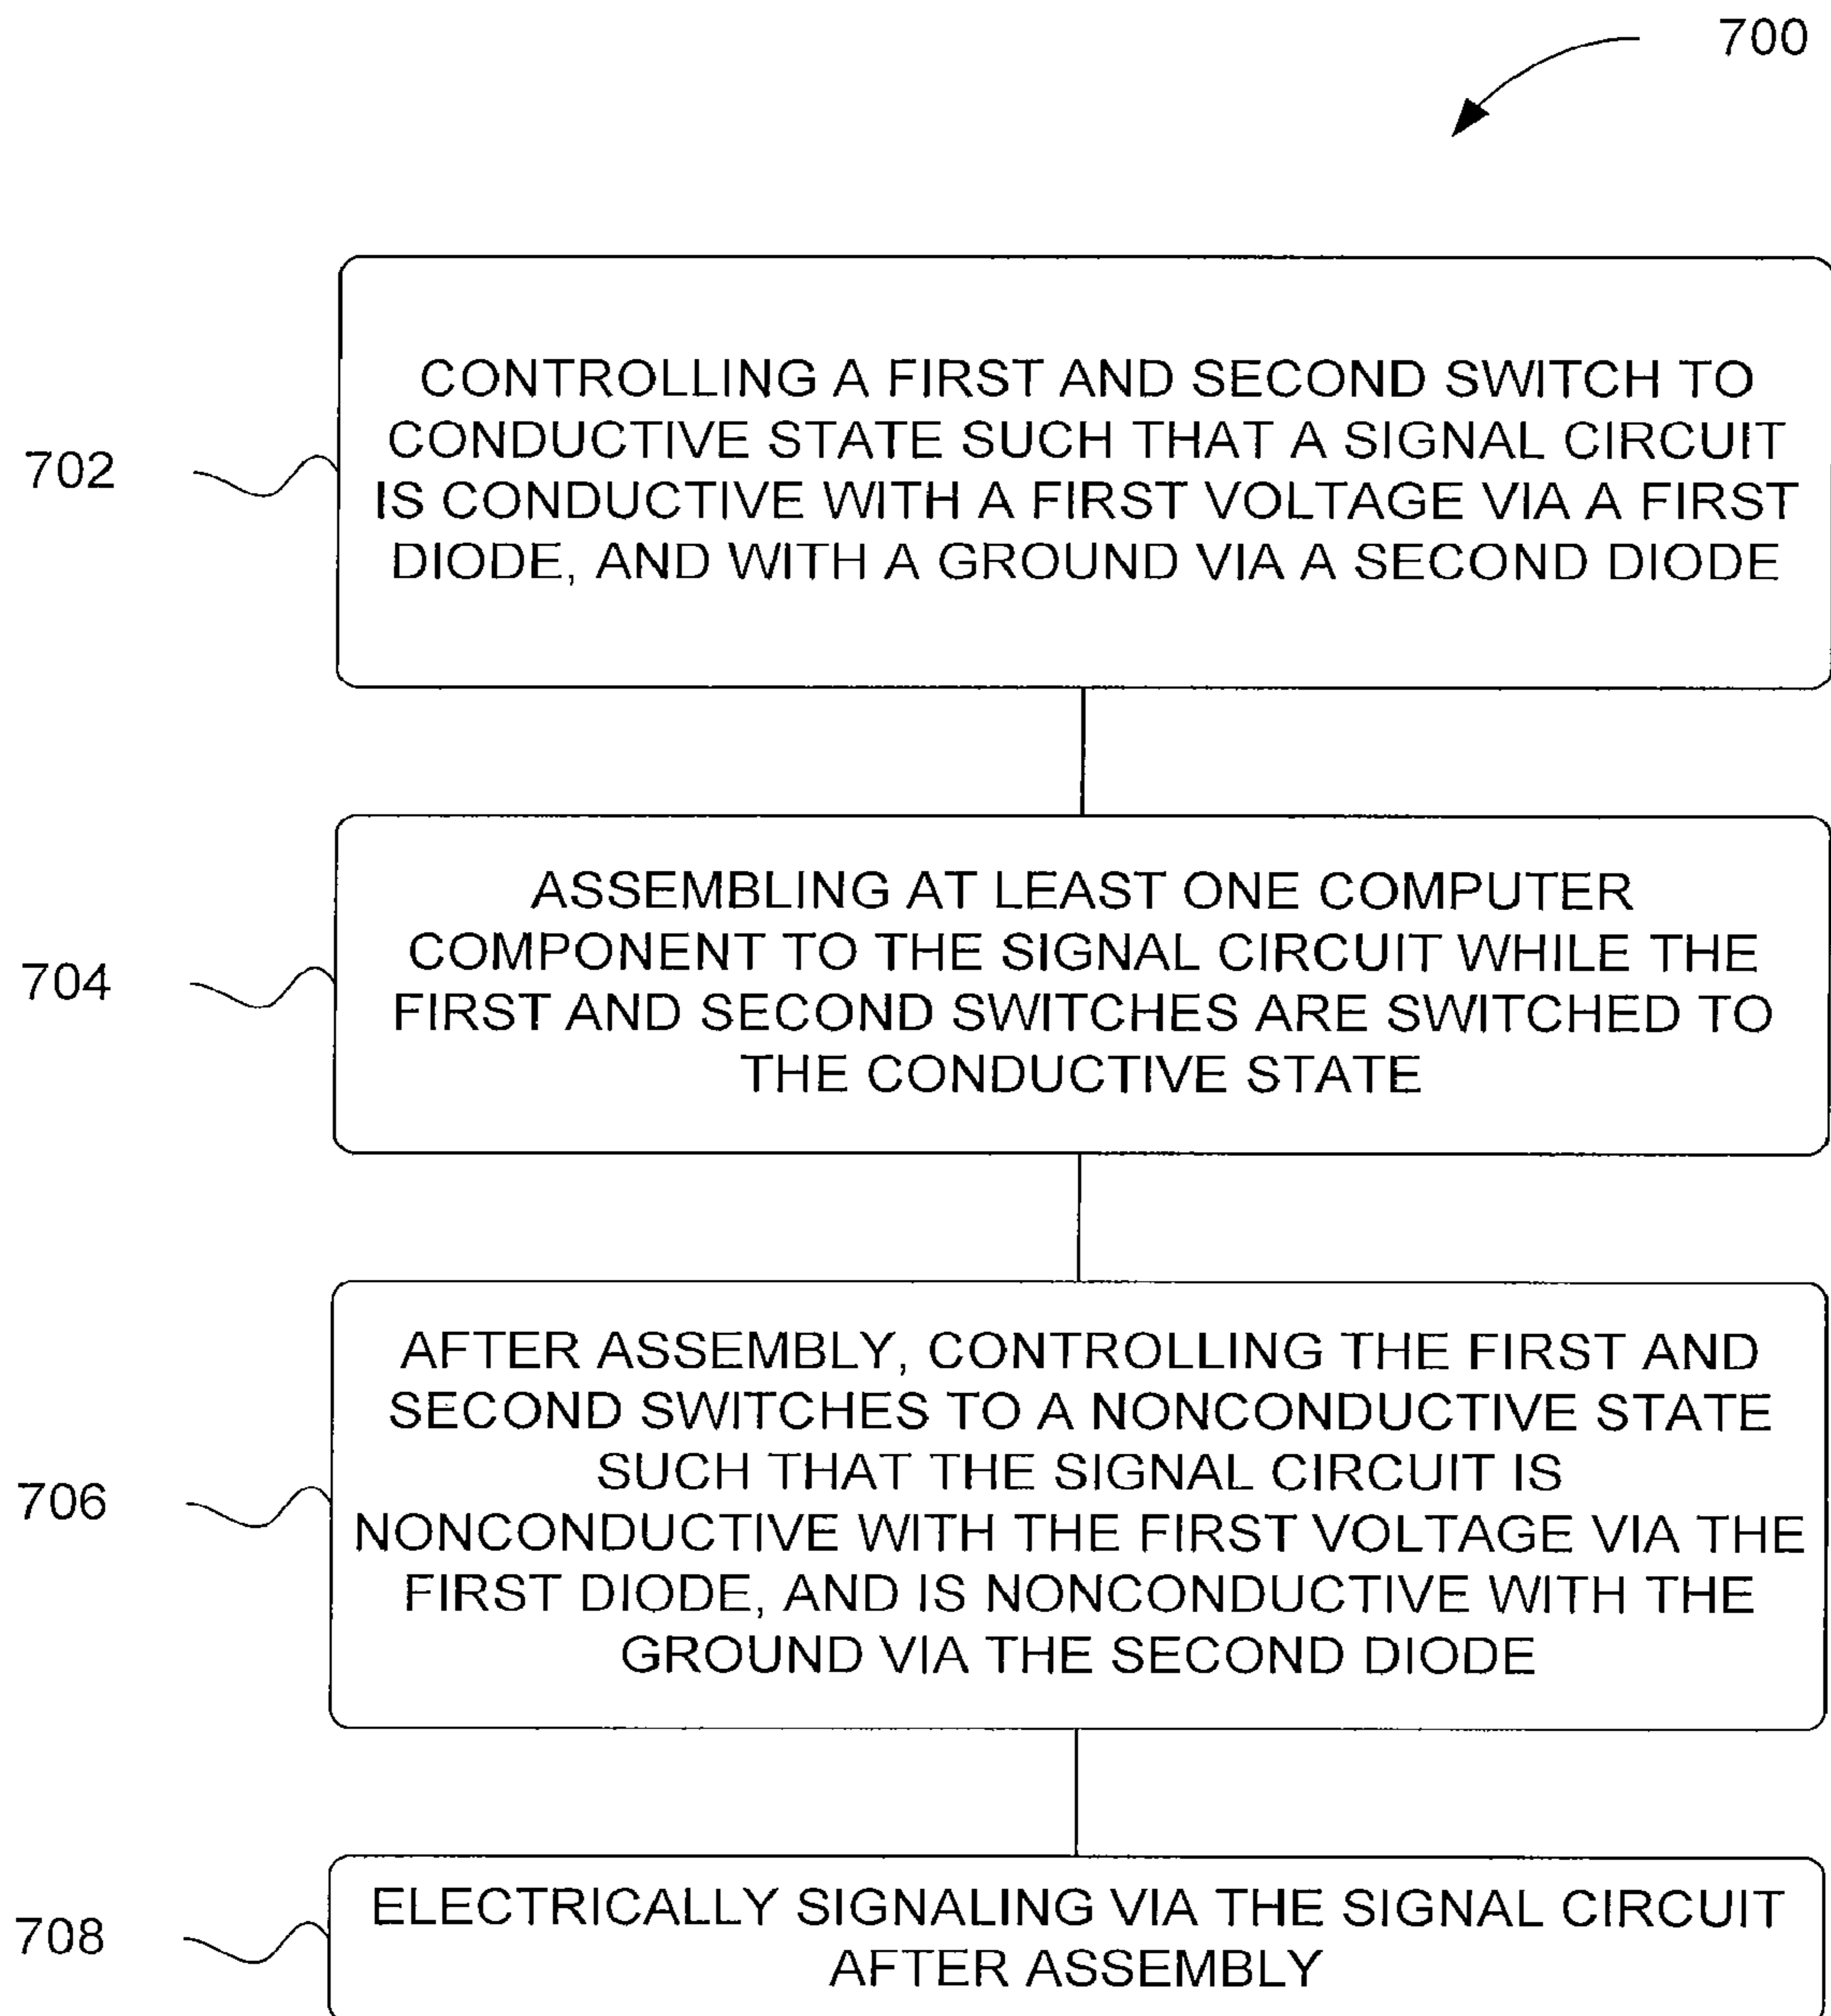 700
702
CONTROLLING A FIRST AND SECOND SWITCH TO
CONDUCTIVE STATE SUCH THAT A SIGNAL CIRCUIT
IS CONDUCTIVE WITH A FIRST VOLTAGE VIA A FIRST
DIODE, AND WITH A GROUND VIA A SECOND DIODE
704
ASSEMBLING AT LEAST ONE COMPUTER
COMPONENT TO THE SIGNAL CIRCUIT WHILE THE
FIRST AND SECOND SWITCHES ARE SWITCHED TO
THE CONDUCTIVE STATE
706
AFTER ASSEMBLY, CONTROLLING THE FIRST AND
SECOND SWITCHES TO A NONCONDUCTIVE STATE
SUCH THAT THE SIGNAL CIRCUIT IS
NONCONDUCTIVE WITH THE FIRST VOLTAGE VIA THE
FIRST DIODE, AND IS NONCONDUCTIVE WITH THE
GROUND VIA THE SECOND DIODE
708
ELECTRICALLY SIGNALING VIA THE SIGNAL CIRCUIT
AFTER ASSEMBLY